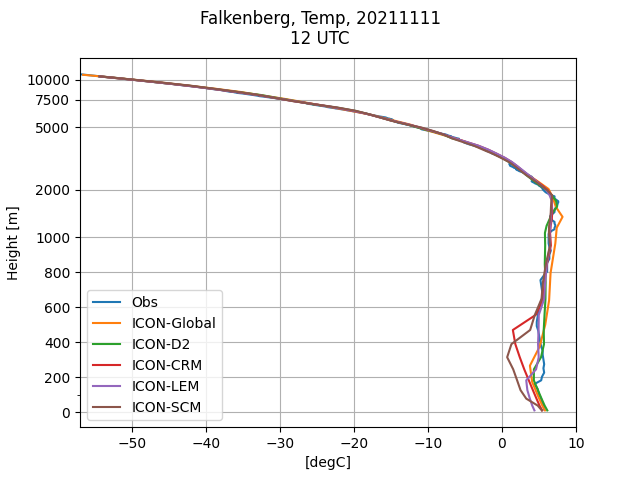 Falkenberg, Temp, 20211111
12 UTC
Height [m]
10000
7500
5000
2000
1000
800
600
400
200
0
Obs
ICON-Global
ICON-D2
ICON-CRM
ICON-LEM
ICON-SCM
−50 −40 −30 −20 −10 0 10
[degC]